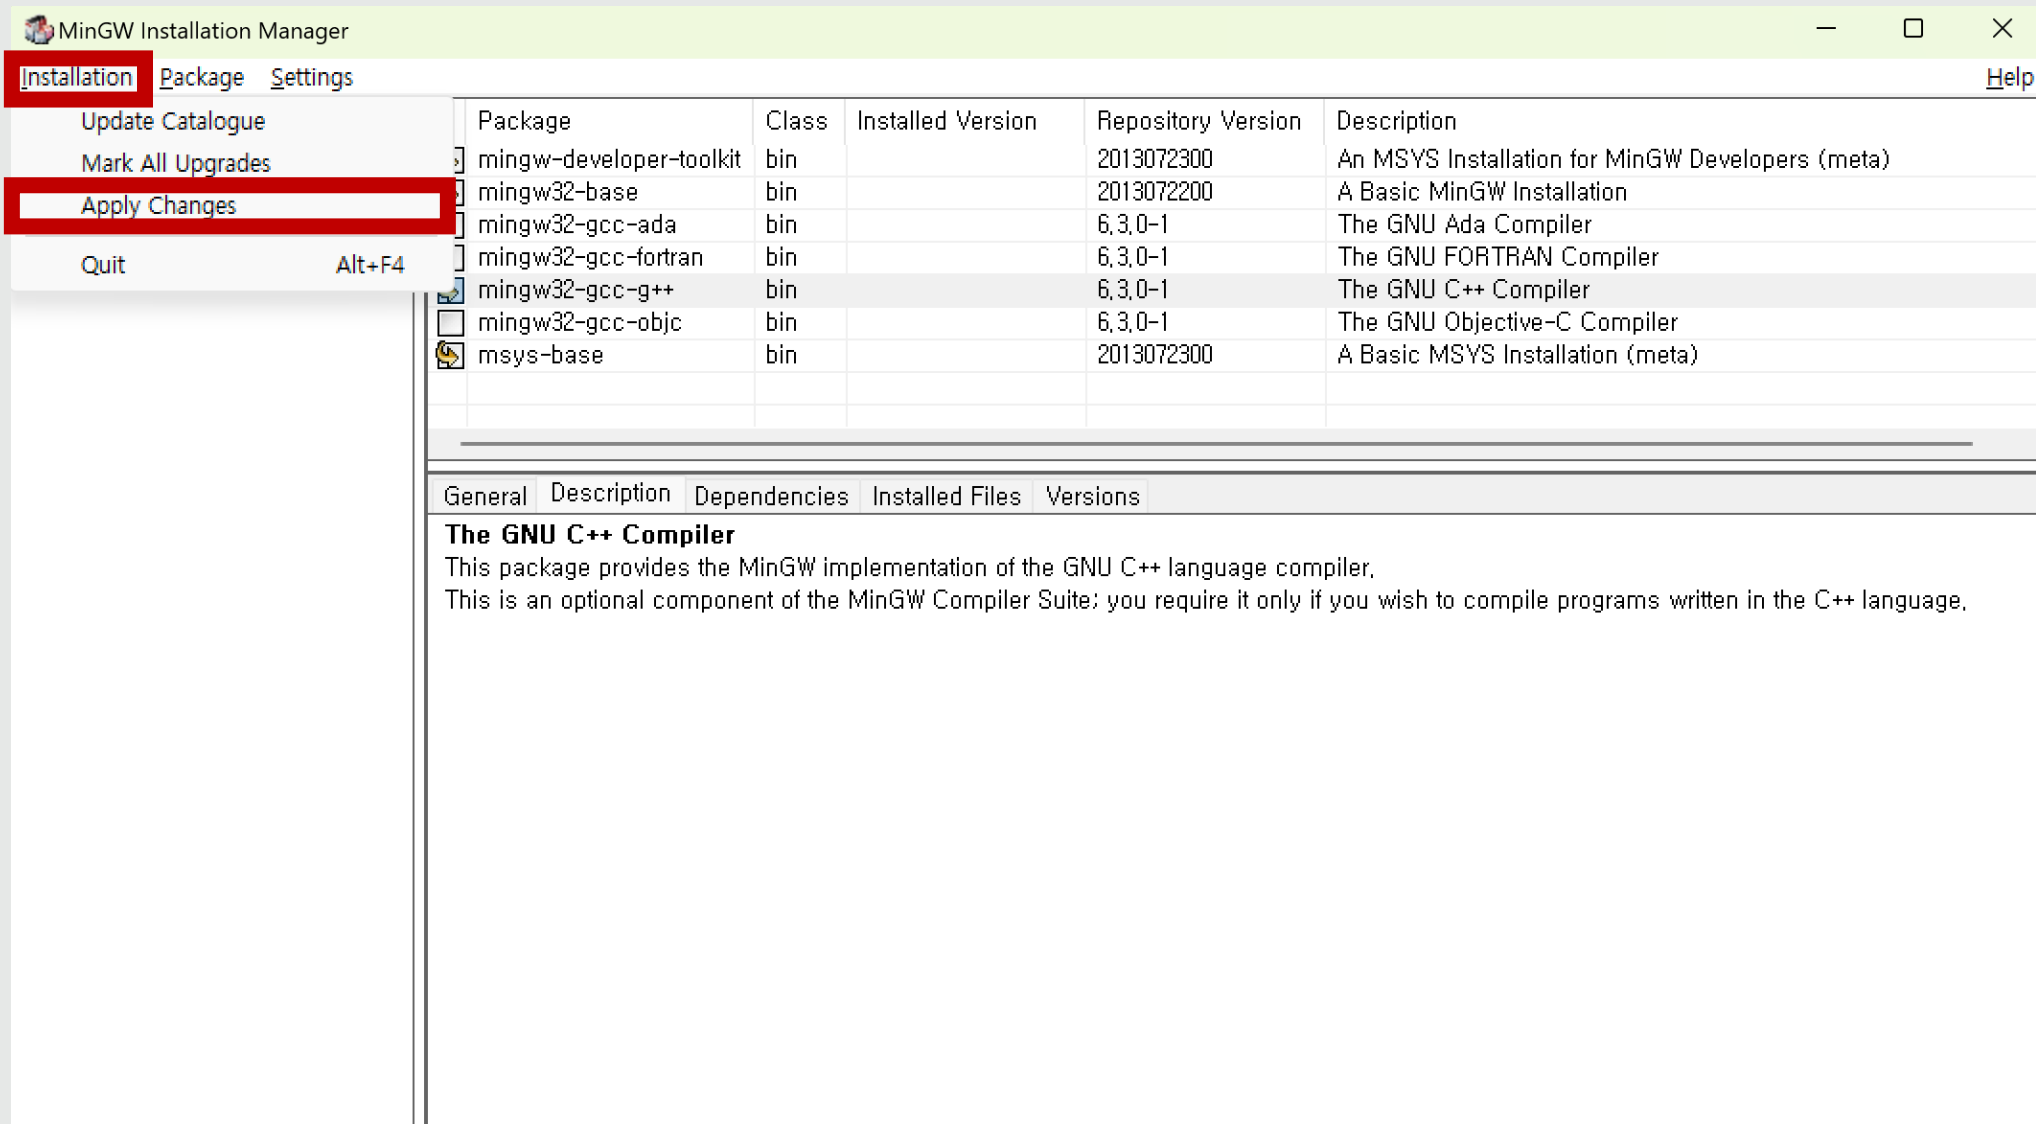 MinGW Installation Manager
Installation Package Settings Help
Update Catalogue
Mark All Upgrades
Apply Changes
Quit Alt+F4
Package Class Installed Version Repository Version Description
mingw-developer-toolkit bin 2013072300 An MSYS Installation for MinGW Developers (meta)
mingw32-base bin 2013072200 A Basic MinGW Installation
mingw32-gcc-ada bin 6.3.0-1 The GNU Ada Compiler
mingw32-gcc-fortran bin 6.3.0-1 The GNU FORTRAN Compiler
mingw32-gcc-g++ bin 6.3.0-1 The GNU C++ Compiler
mingw32-gcc-objc bin 6.3.0-1 The GNU Objective-C Compiler
msys-base bin 2013072300 A Basic MSYS Installation (meta)
General Description Dependencies Installed Files Versions
The GNU C++ Compiler
This package provides the MinGW implementation of the GNU C++ language compiler.
This is an optional component of the MinGW Compiler Suite; you require it only if you wish to compile programs written in the C++ language.